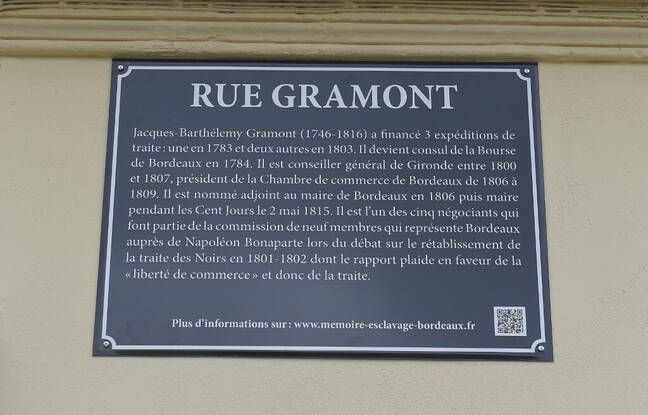 RUE GRAMONT
Jacques-Barthélemy Gramont (1746-1816) a financé 3 expéditions de
traite : une en 1783 et deux autres en 1803. Il devient consul de la Bourse
de Bordeaux en 1784. Il est conseiller général de Gironde entre 1800
et 1807, président de la Chambre de commerce de Bordeaux de 1806 à
1809. Il est nommé adjoint au maire de Bordeaux en 1806 puis maire
pendant les Cent Jours le 2 mai 1815. Il est l'un des cinq négociants qui
font partie de la commission de neuf membres qui représente Bordeaux
auprès de Napoléon Bonaparte lors du débat sur le rétablissement de
la traite des Noirs en 1801-1802 dont le rapport plaide en faveur de la
« liberté de commerce » et donc de la traite.
Plus d'informations sur : www.memoire-esclavage-bordeaux.fr